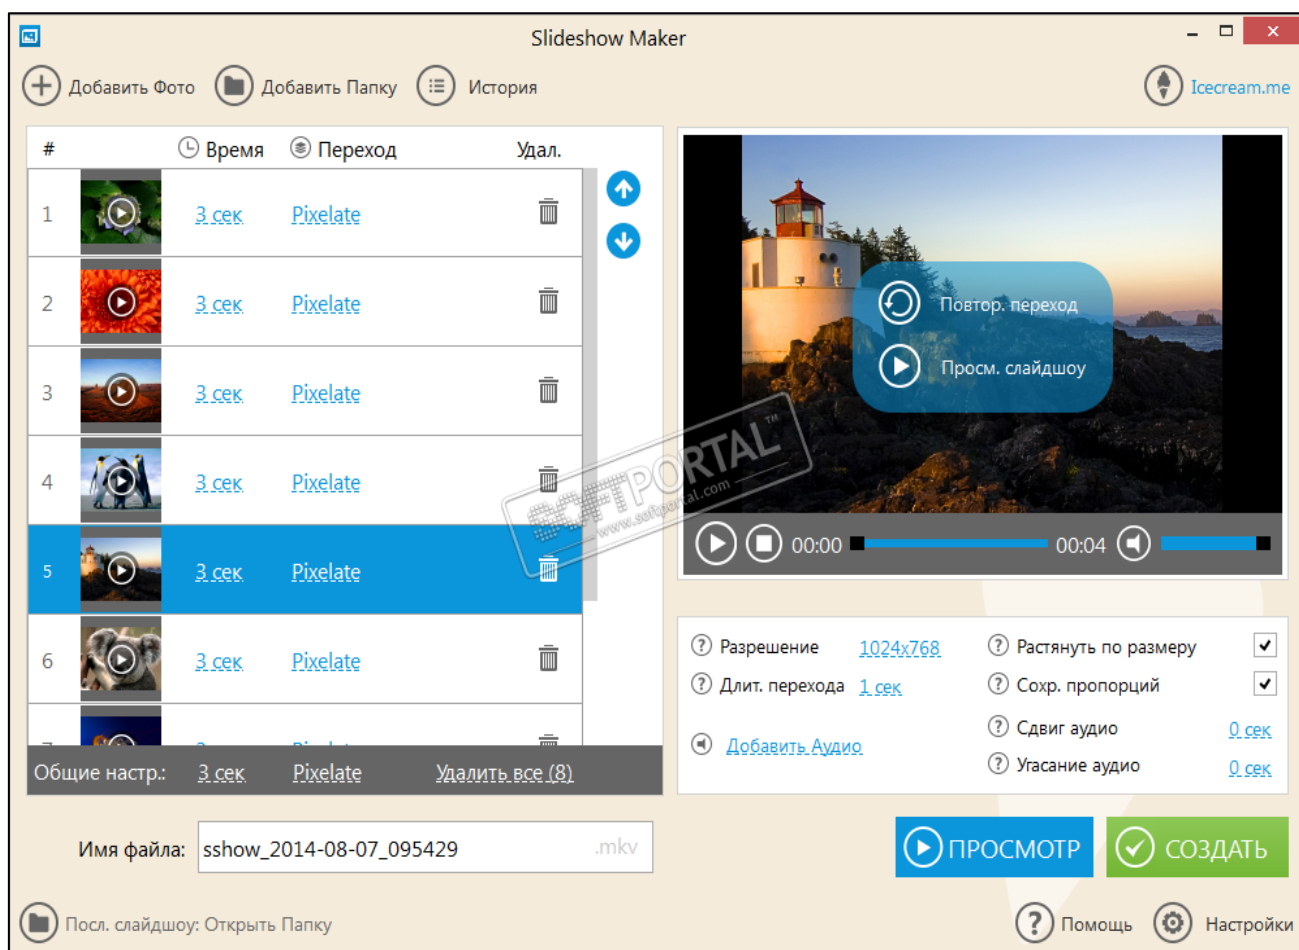 Slideshow Maker
Добавить Фото Добавить Папку История Icecream.me
# Время Переход Удал.
1 3 сек Pixelate
2 3 сек Pixelate
3 3 сек Pixelate
4 3 сек Pixelate
5 3 сек Pixelate
6 3 сек Pixelate
Общие настр.: 3 сек Pixelate Удалить все (8)
Повтор. переход
Просм. слайдшоу
SOFTPORTAL™
www.softportal.com
00:00 00:04
? Разрешение 1024x768 ? Растянуть по размеру
? Длит. перехода 1 сек ? Сохр. пропорций
? Сдвиг аудио 0 сек
Добавить Аудио
? Угасание аудио 0 сек
Имя файла: sshow_2014-08-07_095429 .mkv
ПРОСМОТР СОЗДАТЬ
Посл. слайдшоу: Открыть Папку ? Помощь Настройки